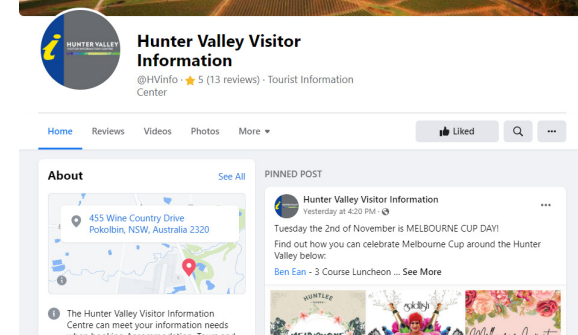 HUNTER VALLEY
Hunter Valley Visitor
Information
@HVinfo · 5 (13 reviews) · Tourist Information
Center
Home Reviews Videos Photos More Liked
About See All
455 Wine Country Drive
Pokolbin, NSW, Australia 2320
The Hunter Valley Visitor Information
Centre can meet your information needs
PINNED POST
Hunter Valley Visitor Information
Yesterday at 4:20 PM ·
Tuesday the 2nd of November is MELBOURNE CUP DAY!
Find out how you can celebrate Melbourne Cup around the Hunter
Valley below:
Ben Ean - 3 Course Luncheon ... See More
HUNTLEE
goldfish